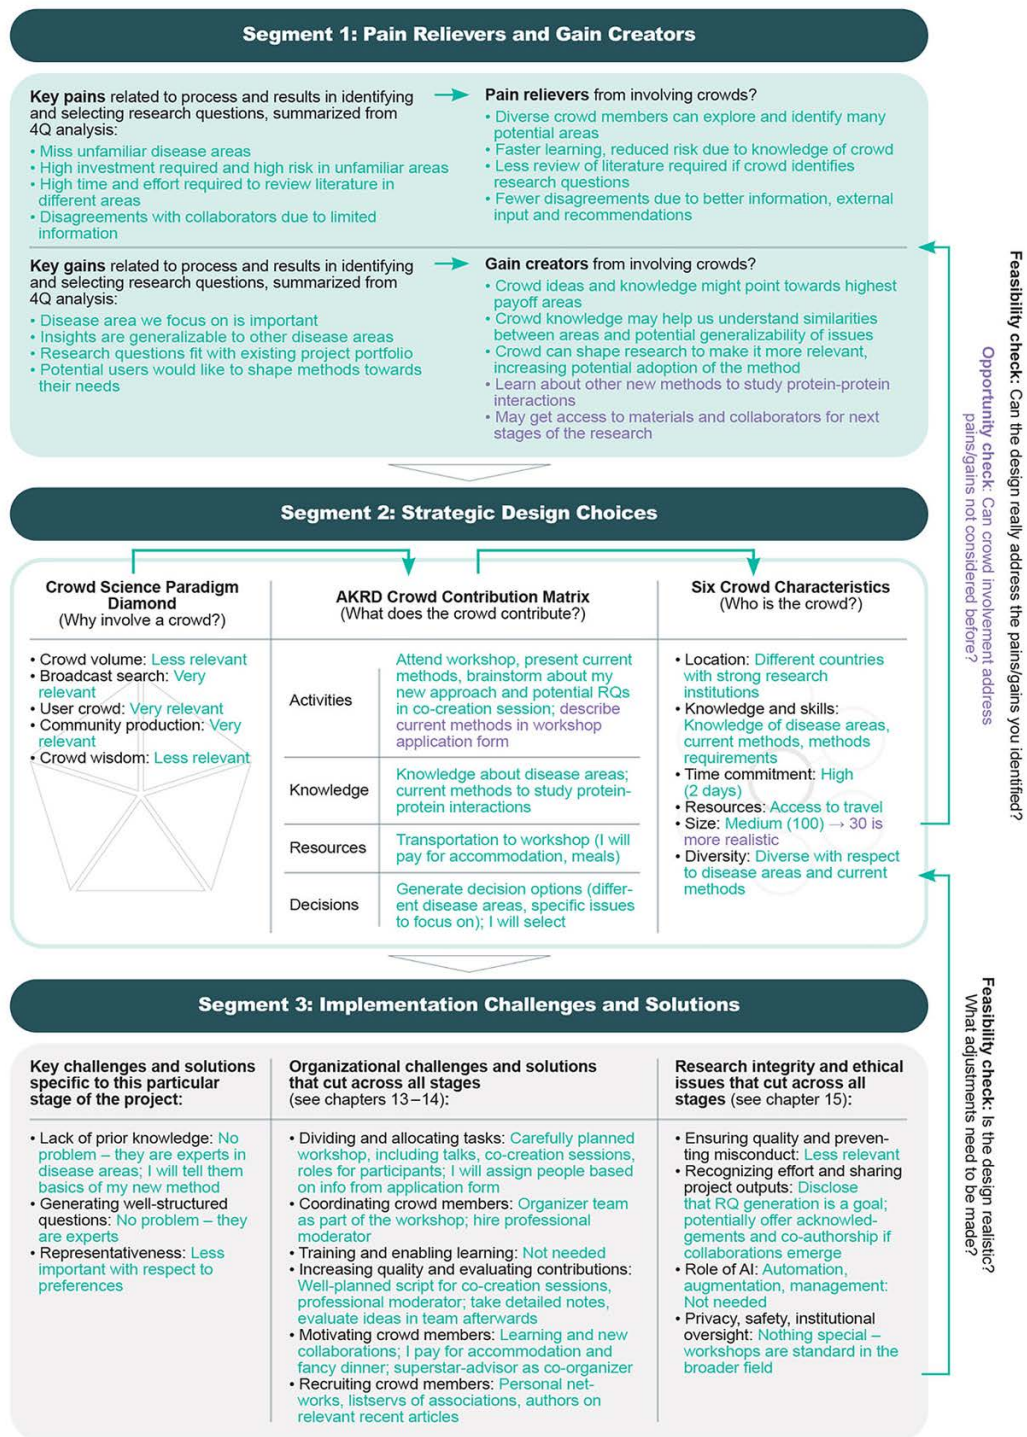 Segment 1: Pain Relievers and Gain Creators
Key pains related to process and results in identifying
and selecting research questions, summarized from
4Q analysis:
• Miss unfamiliar disease areas
• High investment required and high risk in unfamiliar areas
• High time and effort required to review literature in
different areas
• Disagreements with collaborators due to limited
information
Pain relievers from involving crowds?
• Diverse crowd members can explore and identify many
potential areas
• Faster learning, reduced risk due to knowledge of crowd
• Less review of literature required if crowd identifies
research questions
• Fewer disagreements due to better information, external
input and recommendations
Key gains related to process and results in identifying
and selecting research questions, summarized from
4Q analysis:
• Disease area we focus on is important
• Insights are generalizable to other disease areas
• Research questions fit with existing project portfolio
• Potential users would like to shape methods towards
their needs
Gain creators from involving crowds?
• Crowd ideas and knowledge might point towards highest
payoff areas
• Crowd knowledge may help us understand similarities
between areas and potential generalizability of issues
• Crowd can shape research to make it more relevant,
increasing potential adoption of the method
• Learn about other new methods to study protein-protein
interactions
• May get access to materials and collaborators for next
stages of the research
Feasibility check: Can the design really address the pains/gains you identified?
Opportunity check: Can crowd involvement address
pains/gains not considered before?
Segment 2: Strategic Design Choices
Crowd Science Paradigm
Diamond
(Why involve a crowd?)
• Crowd volume: Less relevant
• Broadcast search: Very
relevant
• User crowd: Very relevant
• Community production: Very
relevant
• Crowd wisdom: Less relevant
AKRD Crowd Contribution Matrix
(What does the crowd contribute?)
Activities
Attend workshop, present current
methods, brainstorm about my
new approach and potential RQs
in co-creation session; describe
current methods in workshop
application form
Knowledge
Knowledge about disease areas;
current methods to study protein-
protein interactions
Resources
Transportation to workshop (I will
pay for accommodation, meals)
Decisions
Generate decision options (differ-
ent disease areas, specific issues
to focus on); I will select
Six Crowd Characteristics
(Who is the crowd?)
• Location: Different countries
with strong research
institutions
• Knowledge and skills:
Knowledge of disease areas,
current methods, methods
requirements
• Time commitment: High
(2 days)
• Resources: Access to travel
• Size: Medium (100) → 30 is
more realistic
• Diversity: Diverse with respect
to disease areas and current
methods
Segment 3: Implementation Challenges and Solutions
Key challenges and solutions
specific to this particular
stage of the project:
• Lack of prior knowledge: No
problem – they are experts in
disease areas; I will tell them
basics of my new method
• Generating well-structured
questions: No problem – they
are experts
• Representativeness: Less
important with respect to
preferences
Organizational challenges and solutions
that cut across all stages
(see chapters 13–14):
• Dividing and allocating tasks: Carefully planned
workshop, including talks, co-creation sessions,
roles for participants; I will assign people based
on info from application form
• Coordinating crowd members: Organizer team
as part of the workshop; hire professional
moderator
• Training and enabling learning: Not needed
• Increasing quality and evaluating contributions:
Well-planned script for co-creation sessions,
professional moderator; take detailed notes,
evaluate ideas in team afterwards
• Motivating crowd members: Learning and new
collaborations; I pay for accommodation and
fancy dinner; superstar-advisor as co-organizer
• Recruiting crowd members: Personal net-
works, listservs of associations, authors on
relevant recent articles
Research integrity and ethical
issues that cut across all
stages (see chapter 15):
• Ensuring quality and preven-
ting misconduct: Less relevant
• Recognizing effort and sharing
project outputs: Disclose
that RQ generation is a goal;
potentially offer acknowled-
gements and co-authorship if
collaborations emerge
• Role of AI: Automation,
augmentation, management:
Not needed
• Privacy, safety, institutional
oversight: Nothing special –
workshops are standard in the
broader field
Feasibility check: Is the design realistic?
What adjustments need to be made?